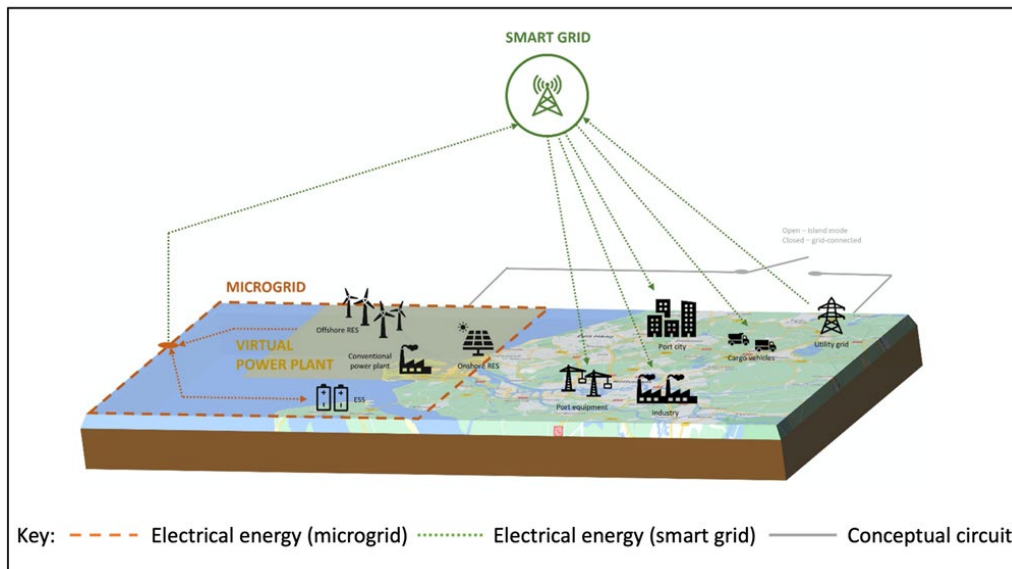 SMART GRID
Open – Island mode
Closed – grid-connected
MICROGRID
Offshore RES
VIRTUAL
POWER PLANT
Conventional
power plant
Onshore RES
ESS
Port city
Cargo vehicles
Utility grid
Port equipment
Industry
Key:
Electrical energy (microgrid)
Electrical energy (smart grid)
Conceptual circuit